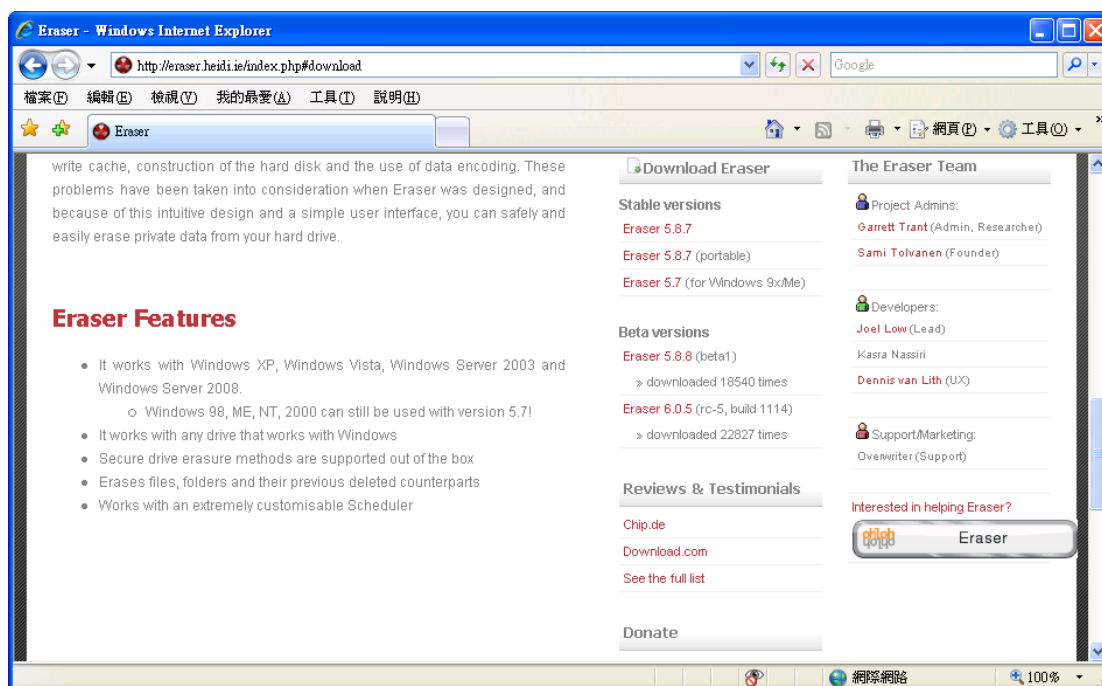 Eraser - Windows Internet Explorer
http://eraser.heidi.ie/index.php#download
Google
檔案(F) 編輯(E) 檢視(V) 我的最愛(A) 工具(T) 說明(H)
Eraser
網頁(P) 工具(O)
write cache, construction of the hard disk and the use of data encoding. These
problems have been taken into consideration when Eraser was designed, and
because of this intuitive design and a simple user interface, you can safely and
easily erase private data from your hard drive.
Eraser Features
It works with Windows XP, Windows Vista, Windows Server 2003 and
Windows Server 2008.
Windows 98, ME, NT, 2000 can still be used with version 5.7!
It works with any drive that works with Windows
Secure drive erasure methods are supported out of the box
Erases files, folders and their previous deleted counterparts
Works with an extremely customisable Scheduler
Download Eraser
Stable versions
Eraser 5.8.7
Eraser 5.8.7 (portable)
Eraser 5.7 (for Windows 9x/Me)
Beta versions
Eraser 5.8.8 (beta1)
» downloaded 18540 times
Eraser 6.0.5 (rc-5, build 1114)
» downloaded 22827 times
Reviews & Testimonials
Chip.de
Download.com
See the full list
Donate
The Eraser Team
Project Admins:
Garrett Trant (Admin, Researcher)
Sami Tolvanen (Founder)
Developers:
Joel Low (Lead)
Kasra Nassiri
Dennis van Lith (UX)
Support/Marketing:
Overwriter (Support)
Interested in helping Eraser?
ohloh Eraser
網際網路 100%